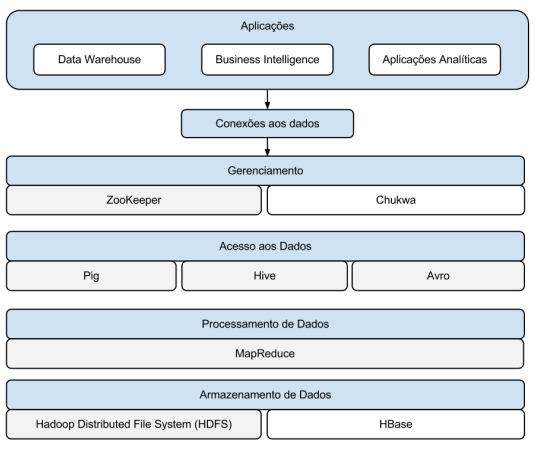 Aplicações
Data Warehouse
Business Intelligence
Aplicações Analíticas
Conexões aos dados
Gerenciamento
ZooKeeper
Chukwa
Acesso aos Dados
Pig
Hive
Avro
Processamento de Dados
MapReduce
Armazenamento de Dados
Hadoop Distributed File System (HDFS)
HBase